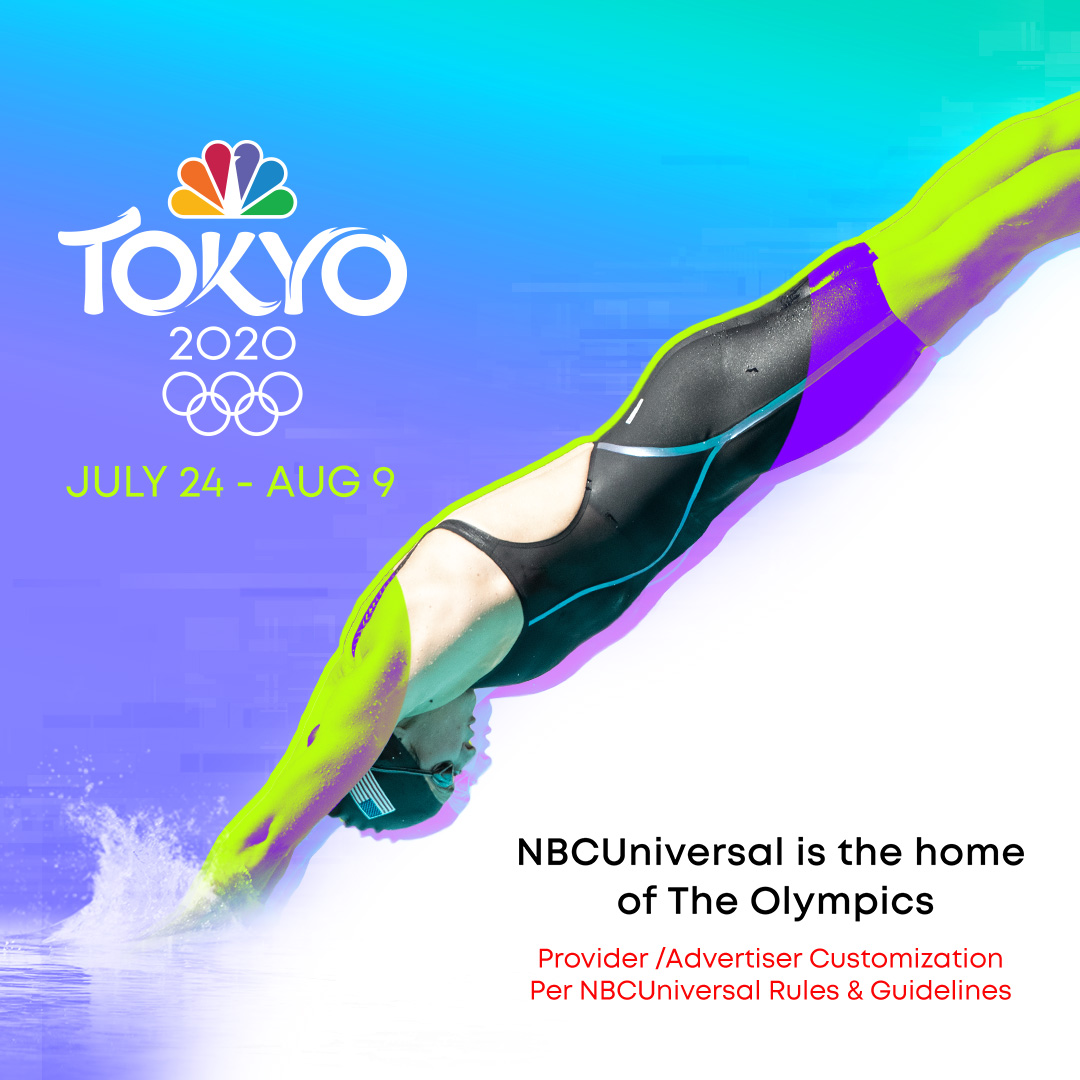 TOKYO
2020
JULY 24 - AUG 9
NBCUniversal is the home
of The Olympics
Provider /Advertiser Customization
Per NBCUniversal Rules & Guidelines